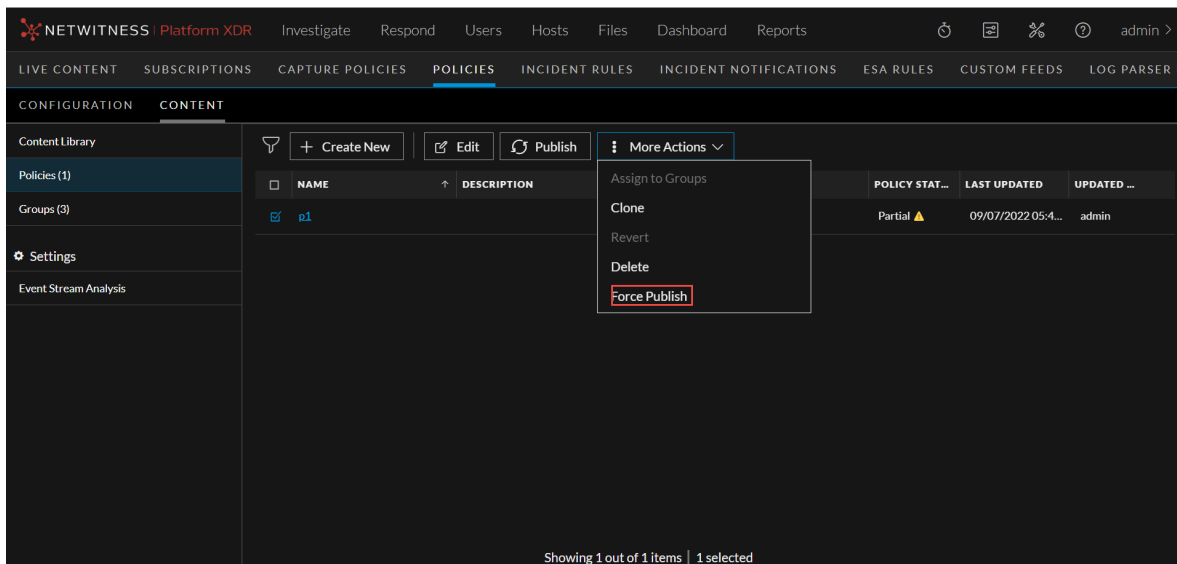 NETWITNESS | Platform XDR Investigate Respond Users Hosts Files Dashboard Reports admin >
LIVE CONTENT SUBSCRIPTIONS CAPTURE POLICIES POLICIES INCIDENT RULES INCIDENT NOTIFICATIONS ESA RULES CUSTOM FEEDS LOG PARSER
CONFIGURATION CONTENT
Content Library
Policies (1)
Groups (3)
Settings
Event Stream Analysis
+ Create New Edit Publish More Actions
NAME ↑ DESCRIPTION POLICY STAT... LAST UPDATED UPDATED ...
p1 Partial 09/07/2022 05:4... admin
Assign to Groups
Clone
Revert
Delete
Force Publish
Showing 1 out of 1 items | 1 selected